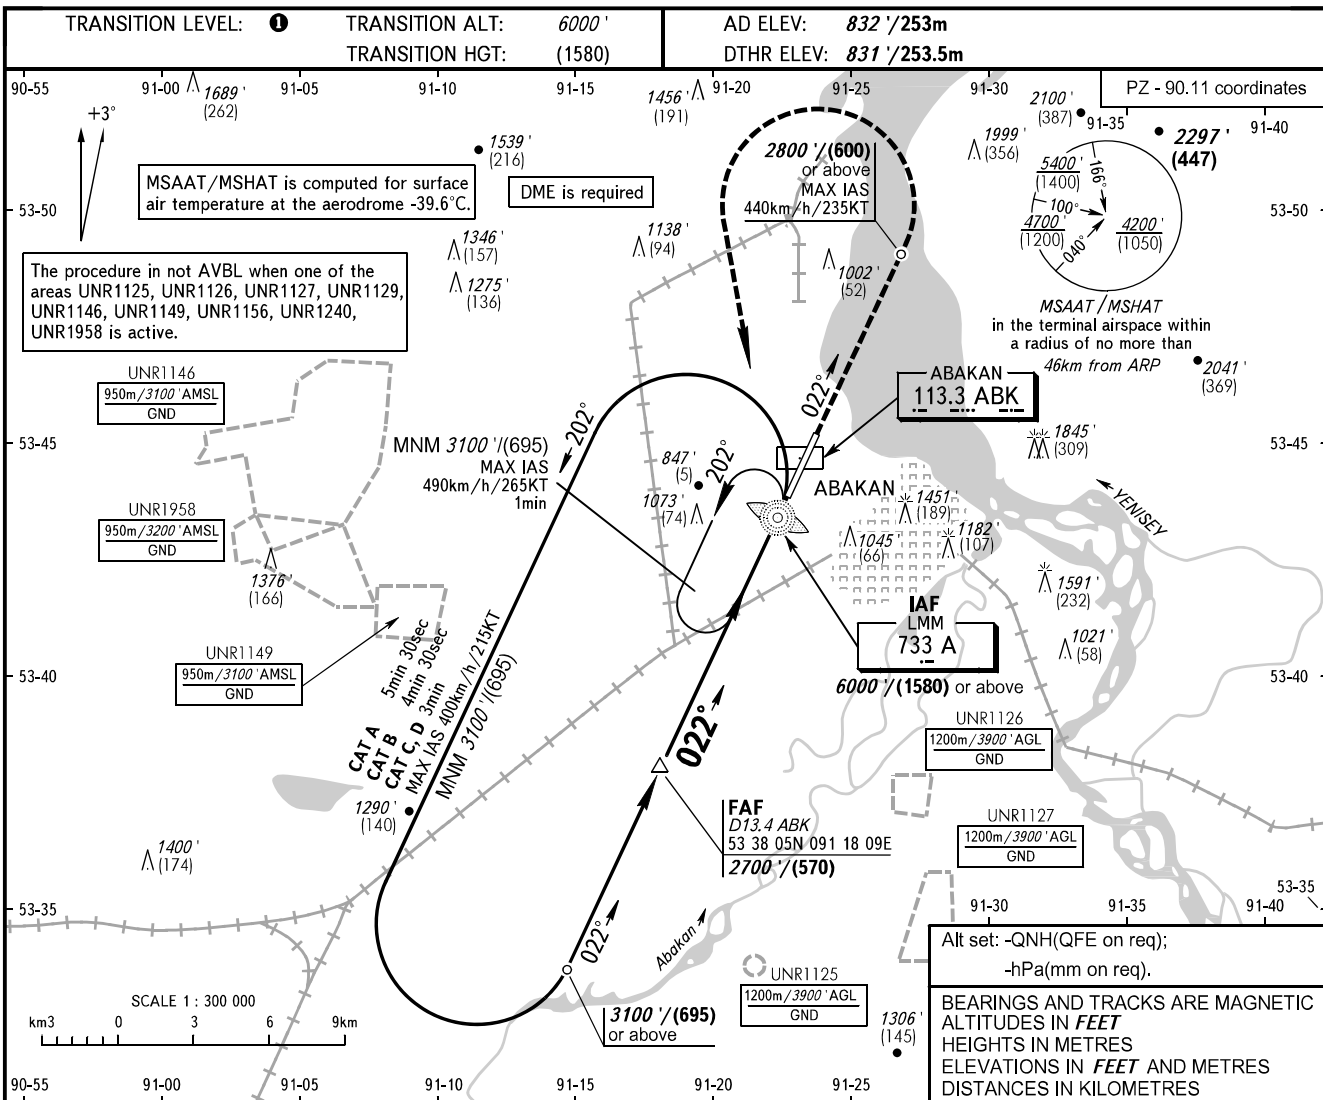 TRANSITION LEVEL: 1 TRANSITION ALT: 6000 '
TRANSITION HGT: (1580)
AD ELEV: 832 '/253m
DTHR ELEV: 831 '/253.5m
90-55 91-00 91-05 91-10 91-15 91-20 91-25 91-30 91-35 91-40
PZ - 90.11 coordinates
+3°
1689 '
(262)
1456 '
(191)
2100 '
(387)
1999 '
(356)
2297 '
(447)
1539 '
(216)
MSAAT/MSHAT is computed for surface
air temperature at the aerodrome -39.6°C.
DME is required
2800 '/(600)
or above
MAX IAS
440km/h/235KT
5400 '
(1400)
166°
100°
4700 '
(1200)
4200 '
(1050)
040°
53-50
53-50
1346 '
(157)
1275 '
(136)
1138 '
(94)
1002 '
(52)
The procedure in not AVBL when one of the
areas UNR1125, UNR1126, UNR1127, UNR1129,
UNR1146, UNR1149, UNR1156, UNR1240,
UNR1958 is active.
MSAAT/MSHAT
in the terminal airspace within
a radius of no more than
46km from ARP
2041 '
(369)
UNR1146
950m/3100 'AMSL
GND
ABAKAN
113.3 ABK
022°
202°
53-45
53-45
MNM 3100 '/(695)
MAX IAS
490km/h/265KT
1min
847 '
(5)
202°
1073 '
(74)
1845 '
(309)
ABAKAN
1451 '
(189)
YENISEY
UNR1958
950m/3200 'AMSL
GND
1045 '
(66)
1182 '
(107)
1376 '
(166)
1591 '
(232)
IAF
LMM
733 A
6000 '/(1580) or above
1021 '
(58)
UNR1149
950m/3100 'AMSL
GND
53-40
53-40
CAT A 5min 30sec
CAT B 4min 30sec
CAT C, D 3min
MAX IAS 400km/h/215KT
MNM 3100 '/(695)
022°
UNR1126
1200m/3900 'AGL
GND
1290 '
(140)
FAF
D13.4 ABK
53 38 05N 091 18 09E
2700 '/(570)
UNR1127
1200m/3900 'AGL
GND
1400 '
(174)
53-35
53-35
91-30 91-35 91-40
022°
Abakan
Alt set: -QNH(QFE on req);
-hPa(mm on req).
UNR1125
1200m/3900 'AGL
GND
SCALE 1 : 300 000
km3 0 3 6 9km
3100 '/(695)
or above
1306 '
(145)
BEARINGS AND TRACKS ARE MAGNETIC
ALTITUDES IN FEET
HEIGHTS IN METRES
ELEVATIONS IN FEET AND METRES
DISTANCES IN KILOMETRES
90-55 91-00 91-05 91-10 91-15 91-20 91-25